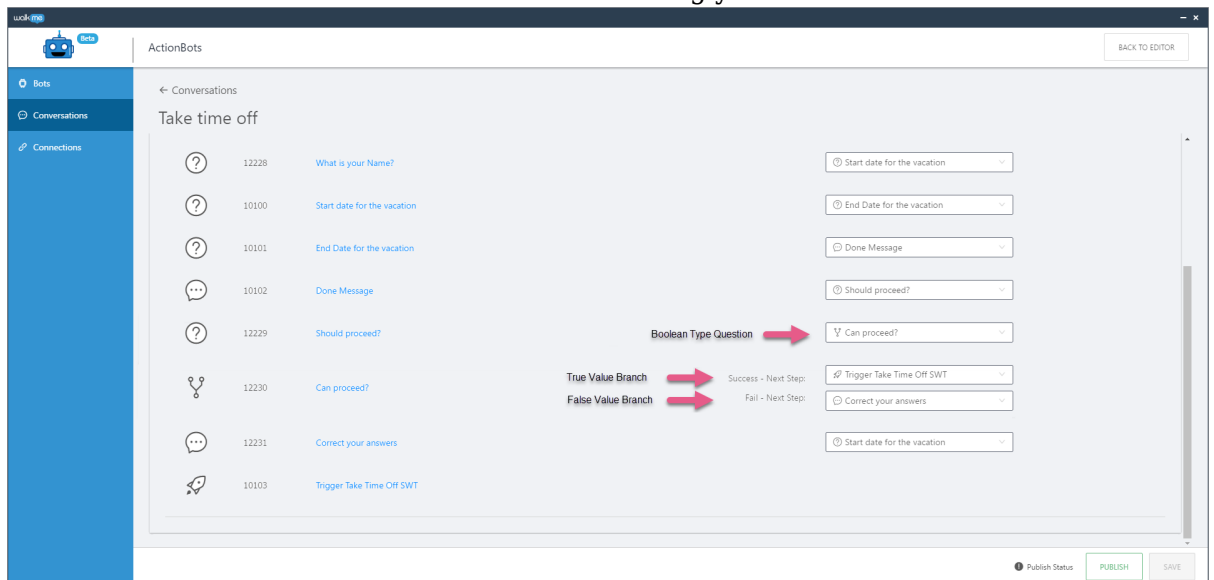 walkme
Beta
ActionBots
BACK TO EDITOR
Bots
Conversations
Connections
← Conversations
Take time off
12228 What is your Name? Start date for the vacation
10100 Start date for the vacation End Date for the vacation
10101 End Date for the vacation Done Message
10102 Done Message Should proceed?
12229 Should proceed? Boolean Type Question Can proceed?
True Value Branch Success - Next Step: Trigger Take Time Off SWT
12230 Can proceed?
False Value Branch Fail - Next Step: Correct your answers
12231 Correct your answers Start date for the vacation
10103 Trigger Take Time Off SWT
Publish Status PUBLISH SAVE